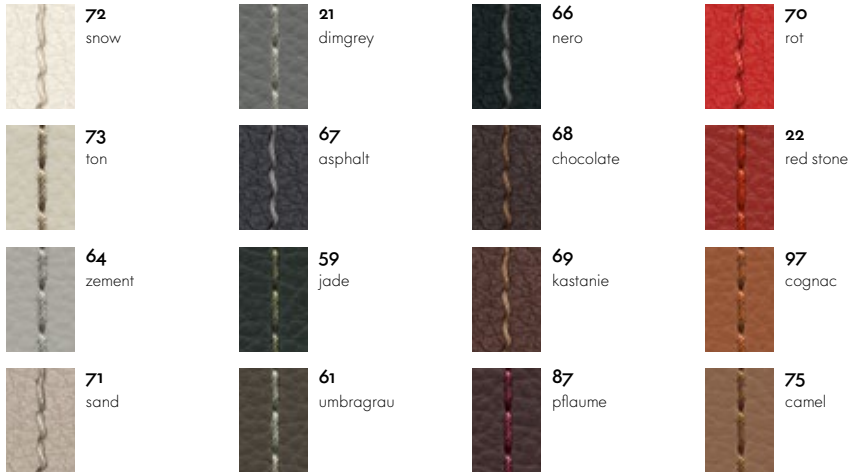 72
snow
73
ton
64
zement
71
sand
21
dimgrey
67
asphalt
59
jade
61
umbragrau
66
nero
68
chocolate
69
kastanie
87
pflaume
70
rot
22
red stone
97
cognac
75
camel